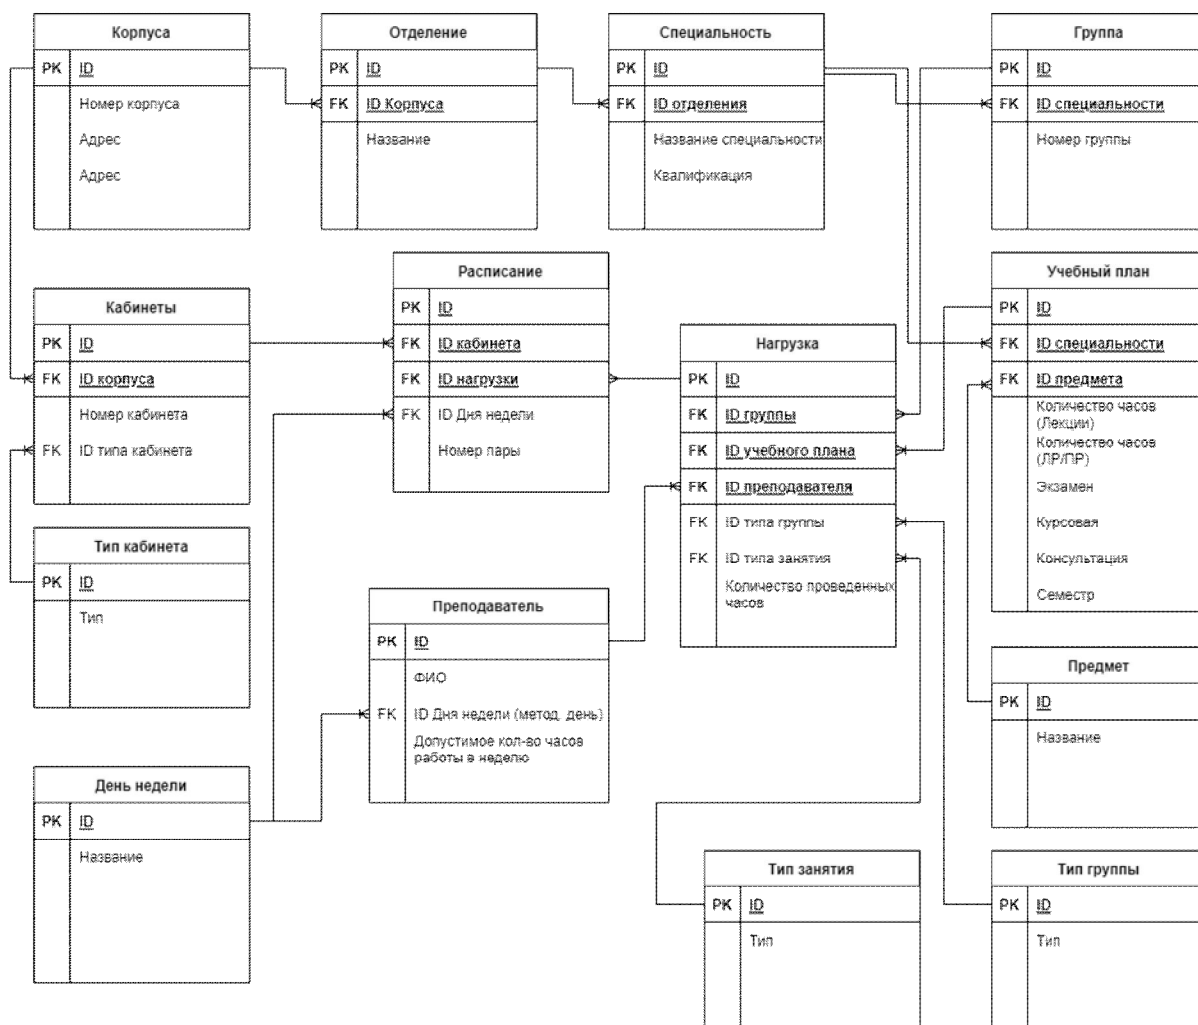 Корпуса
PK ID
Номер корпуса
Адрес
Адрес
Отделение
PK ID
FK ID Корпуса
Название
Специальность
PK ID
FK ID отделения
Название специальности
Квалификация
Группа
PK ID
FK ID специальности
Номер группы
Кабинеты
PK ID
FK ID корпуса
Номер кабинета
FK ID типа кабинета
Расписание
PK ID
FK ID кабинета
FK ID нагрузки
FK ID Дня недели
Номер пары
Нагрузка
PK ID
FK ID группы
FK ID учебного плана
FK ID преподавателя
FK ID типа группы
FK ID типа занятия
Количество проведенных
часов
Учебный план
PK ID
FK ID специальности
FK ID предмета
Количество часов
(Лекции)
Количество часов
(ЛР/ПР)
Экзамен
Курсовая
Консультация
Семестр
Тип кабинета
PK ID
Тип
Преподаватель
PK ID
ФИО
FK ID Дня недели (метод. день)
Допустимое кол-во часов
работы в неделю
Предмет
PK ID
Название
День недели
PK ID
Название
Тип занятия
PK ID
Тип
Тип группы
PK ID
Тип